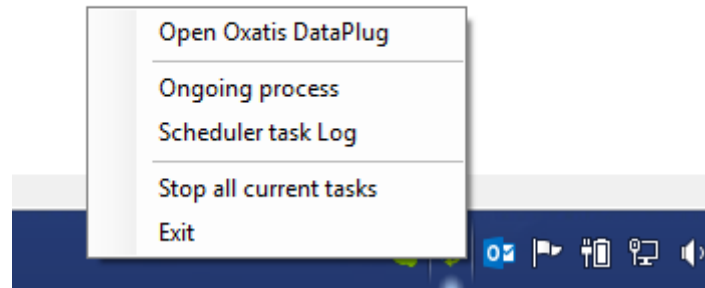 Open Oxatis DataPlug
Ongoing process
Scheduler task Log
Stop all current tasks
Exit